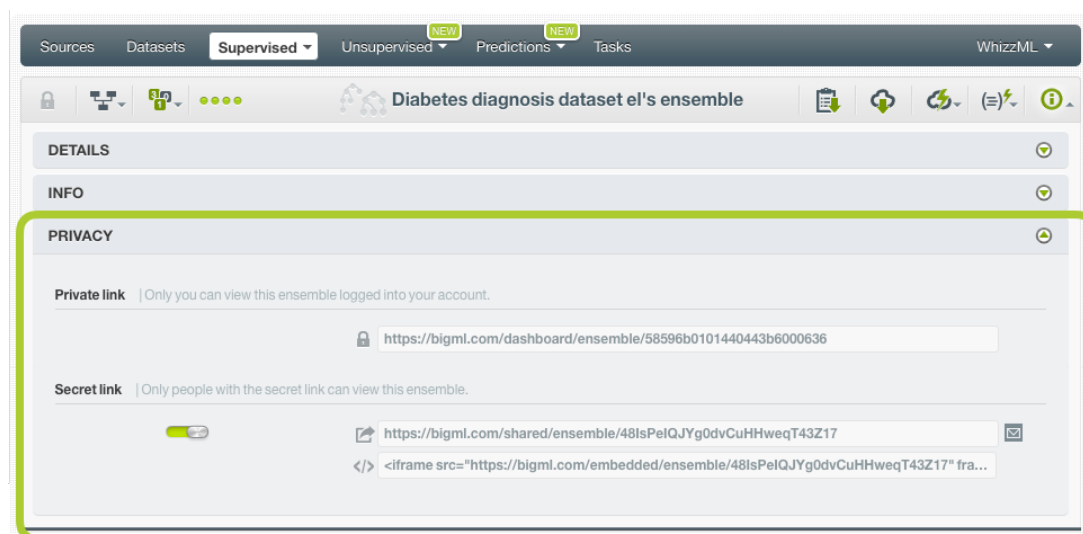 NEW NEW
Sources Datasets Supervised Unsupervised Predictions Tasks WhizzML
Diabetes diagnosis dataset el's ensemble
DETAILS
INFO
PRIVACY
Private link | Only you can view this ensemble logged into your account.
https://bigml.com/dashboard/ensemble/58596b0101440443b6000636
Secret link | Only people with the secret link can view this ensemble.
https://bigml.com/shared/ensemble/48IsPeIQJYg0dvCuHHweqT43Z17
</> <iframe src="https://bigml.com/embedded/ensemble/48IsPeIQJYg0dvCuHHweqT43Z17" fra...